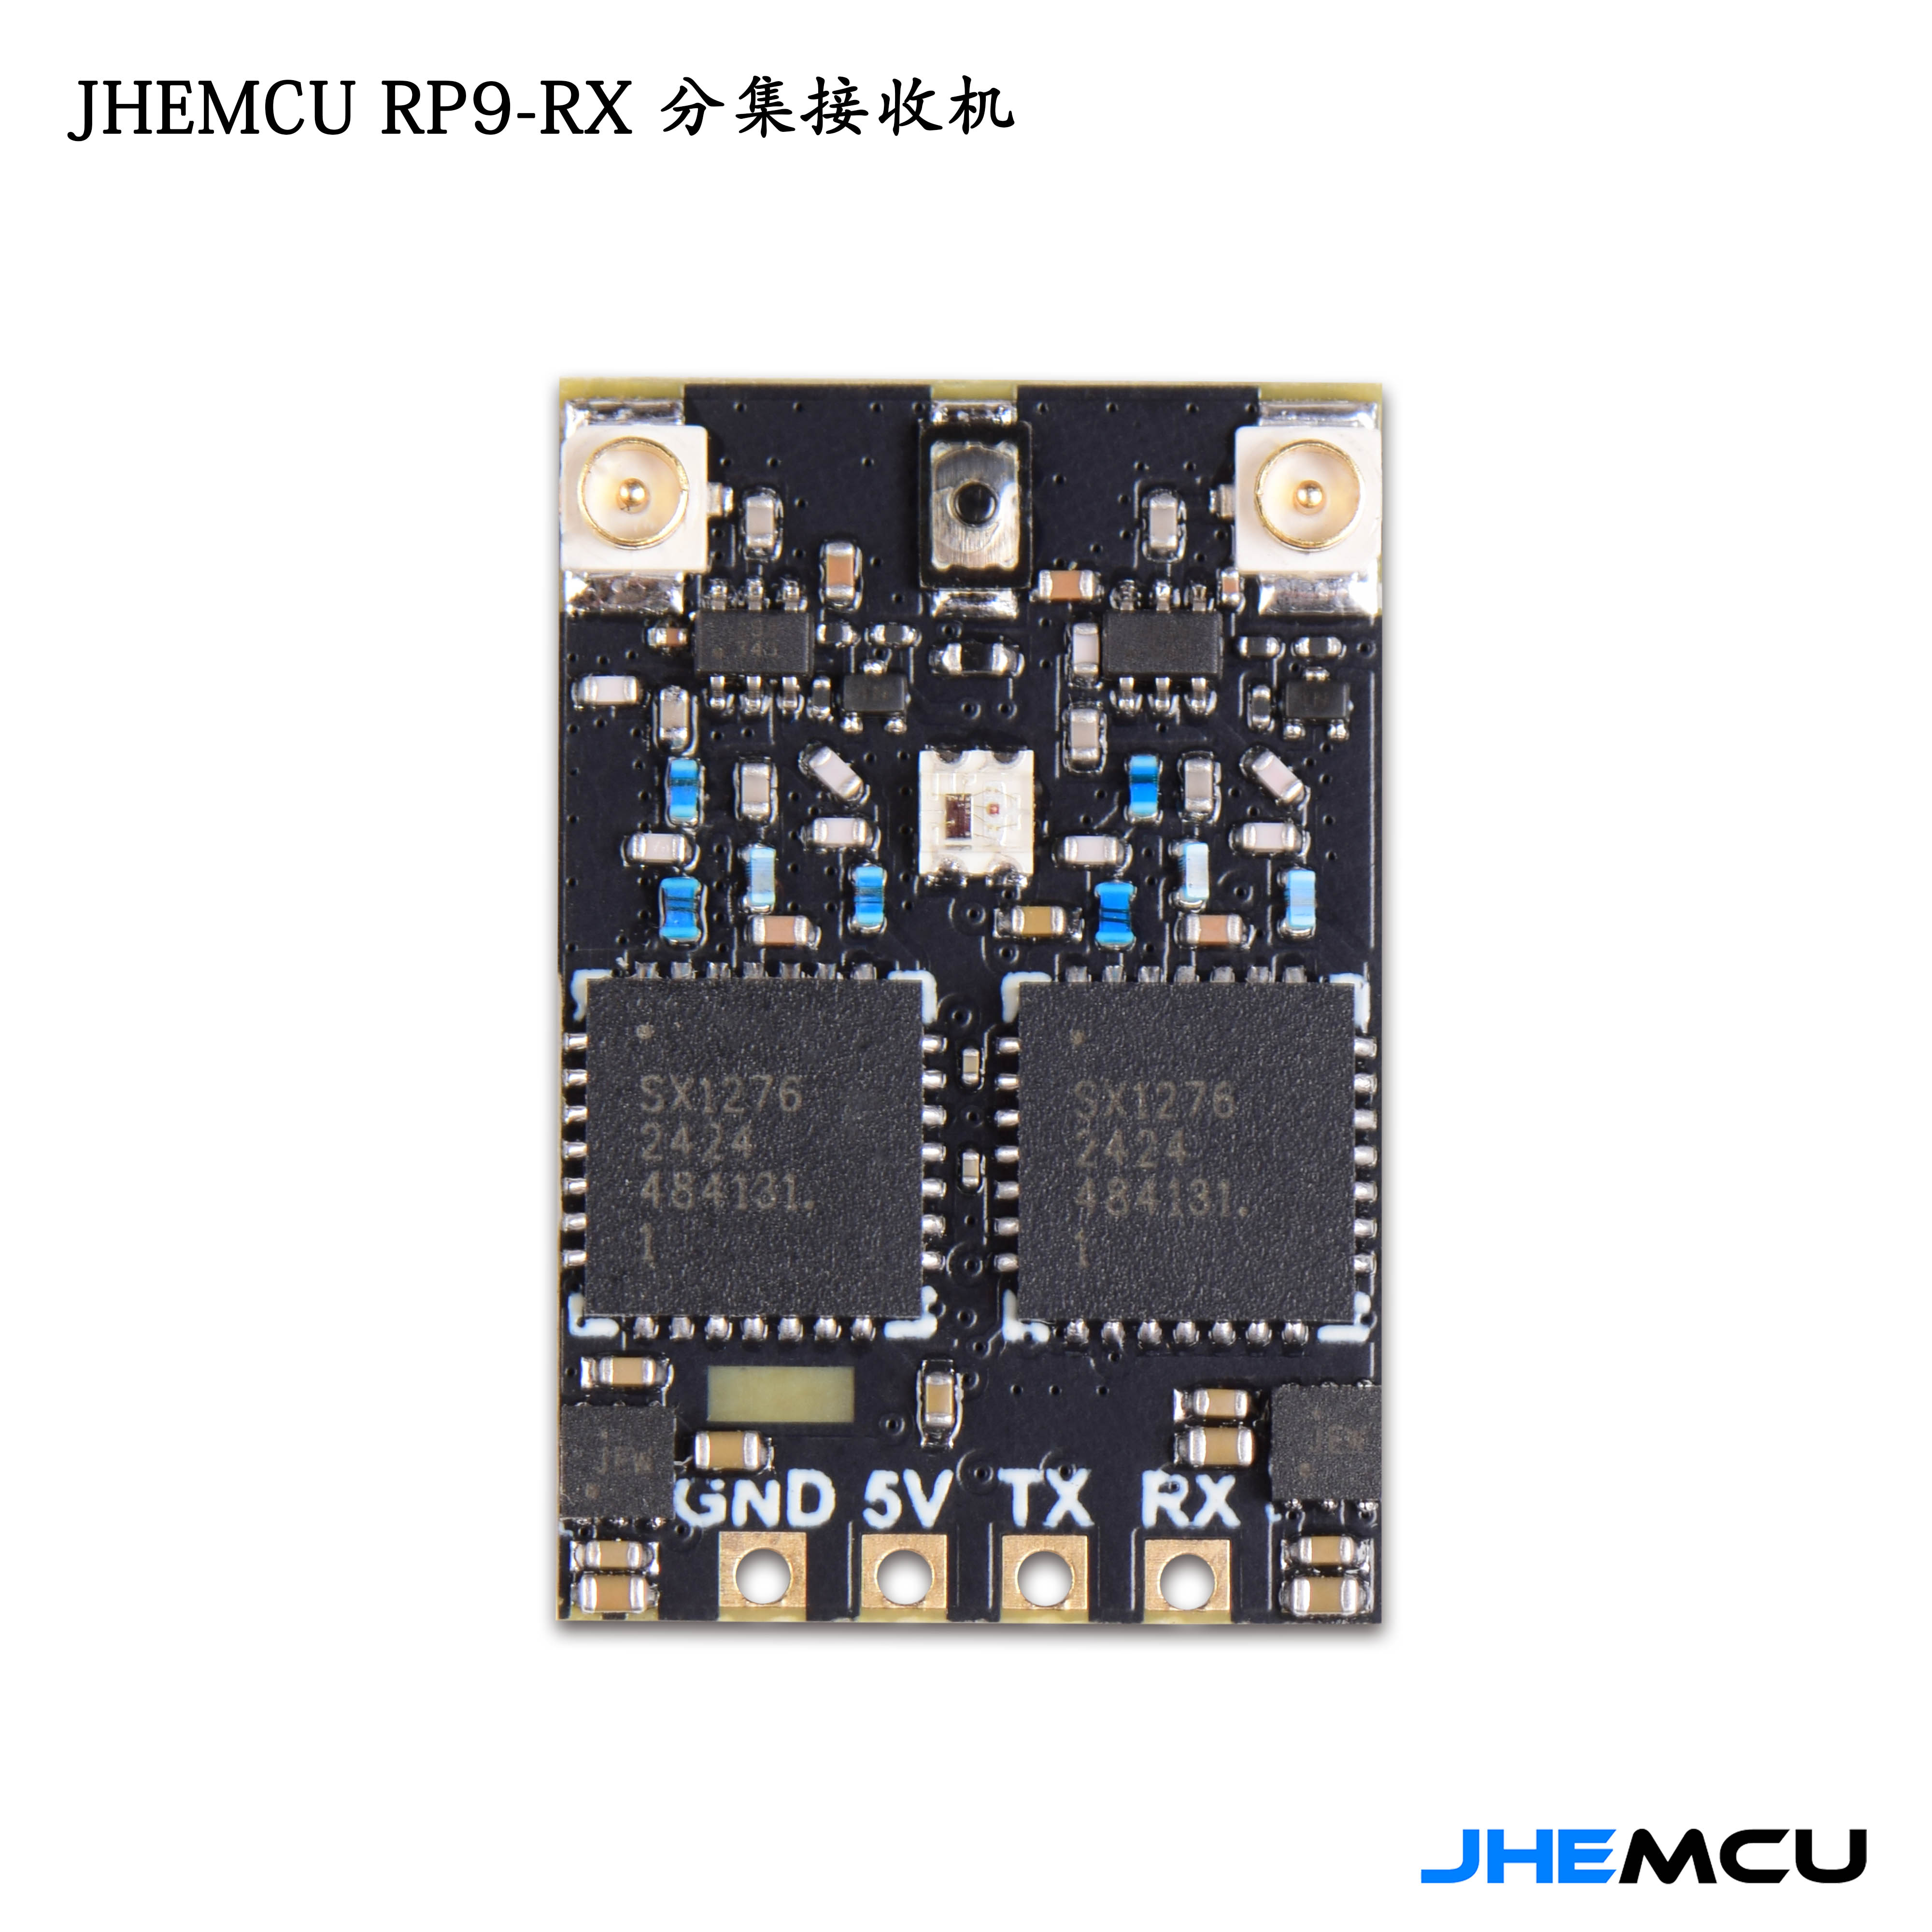 JHEMCU RP9-RX 分集接收机
SX1276
2424
484131.
1
SX1276
2424
484131.
1
GND 5V TX RX
JHEMCU